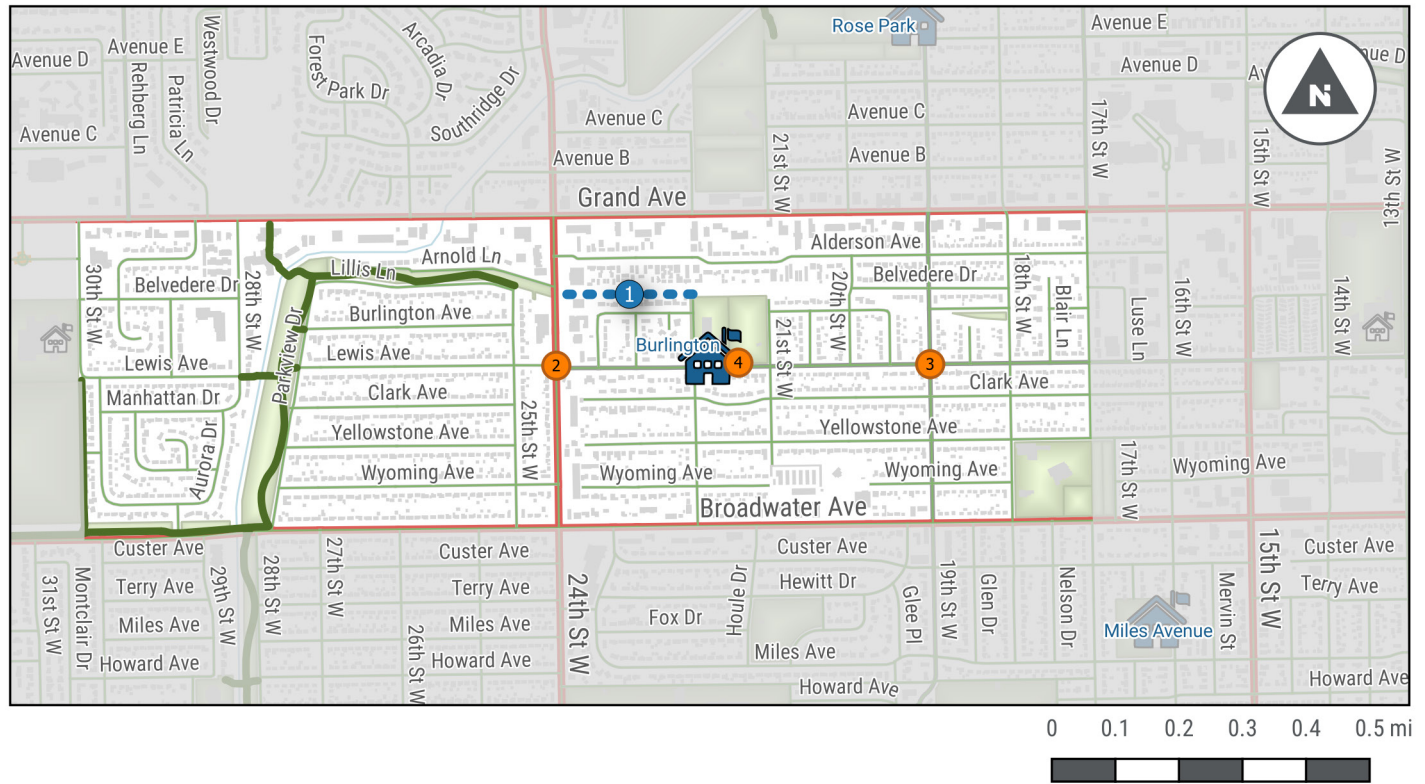 Rose Park
Avenue E
Avenue E
Avenue D
Avenue D
ue D
Av
Westwood Dr
Rehberg Ln
Patricia Ln
Forest Park Dr
Arcadia Dr
Southridge Dr
Avenue C
Avenue C
Avenue C
Avenue B
Avenue B
21st St W
17th St W
15th St W
13th St W
N
Grand Ave
Alderson Ave
Arnold Ln
Lillis Ln
30th St W
Belvedere Dr
28th St W
Belvedere Dr
20th St W
18th St W
Blair Ln
Luse Ln
16th St W
14th St W
1
Burlington Ave
Parkview Dr
Burlington
Lewis Ave
Lewis Ave
2
4
3
21st St W
Manhattan Dr
Clark Ave
Clark Ave
Aurora Dr
Yellowstone Ave
25th St W
Yellowstone Ave
Wyoming Ave
Wyoming Ave
Wyoming Ave
17th St W
Wyoming Ave
Broadwater Ave
Custer Ave
Custer Ave
Custer Ave
Custer Ave
31st St W
Montclair Dr
Terry Ave
29th St W
28th St W
27th St W
Terry Ave
24th St W
Hewitt Dr
Houle Dr
Glee Pl
19th St W
Glen Dr
Nelson Dr
Mervin St
15th St W
Terry Ave
Miles Ave
26th St W
Miles Ave
Fox Dr
Miles Ave
Miles Avenue
Howard Ave
Howard Ave
Howard Ave
Howard Ave
0 0.1 0.2 0.3 0.4 0.5 mi